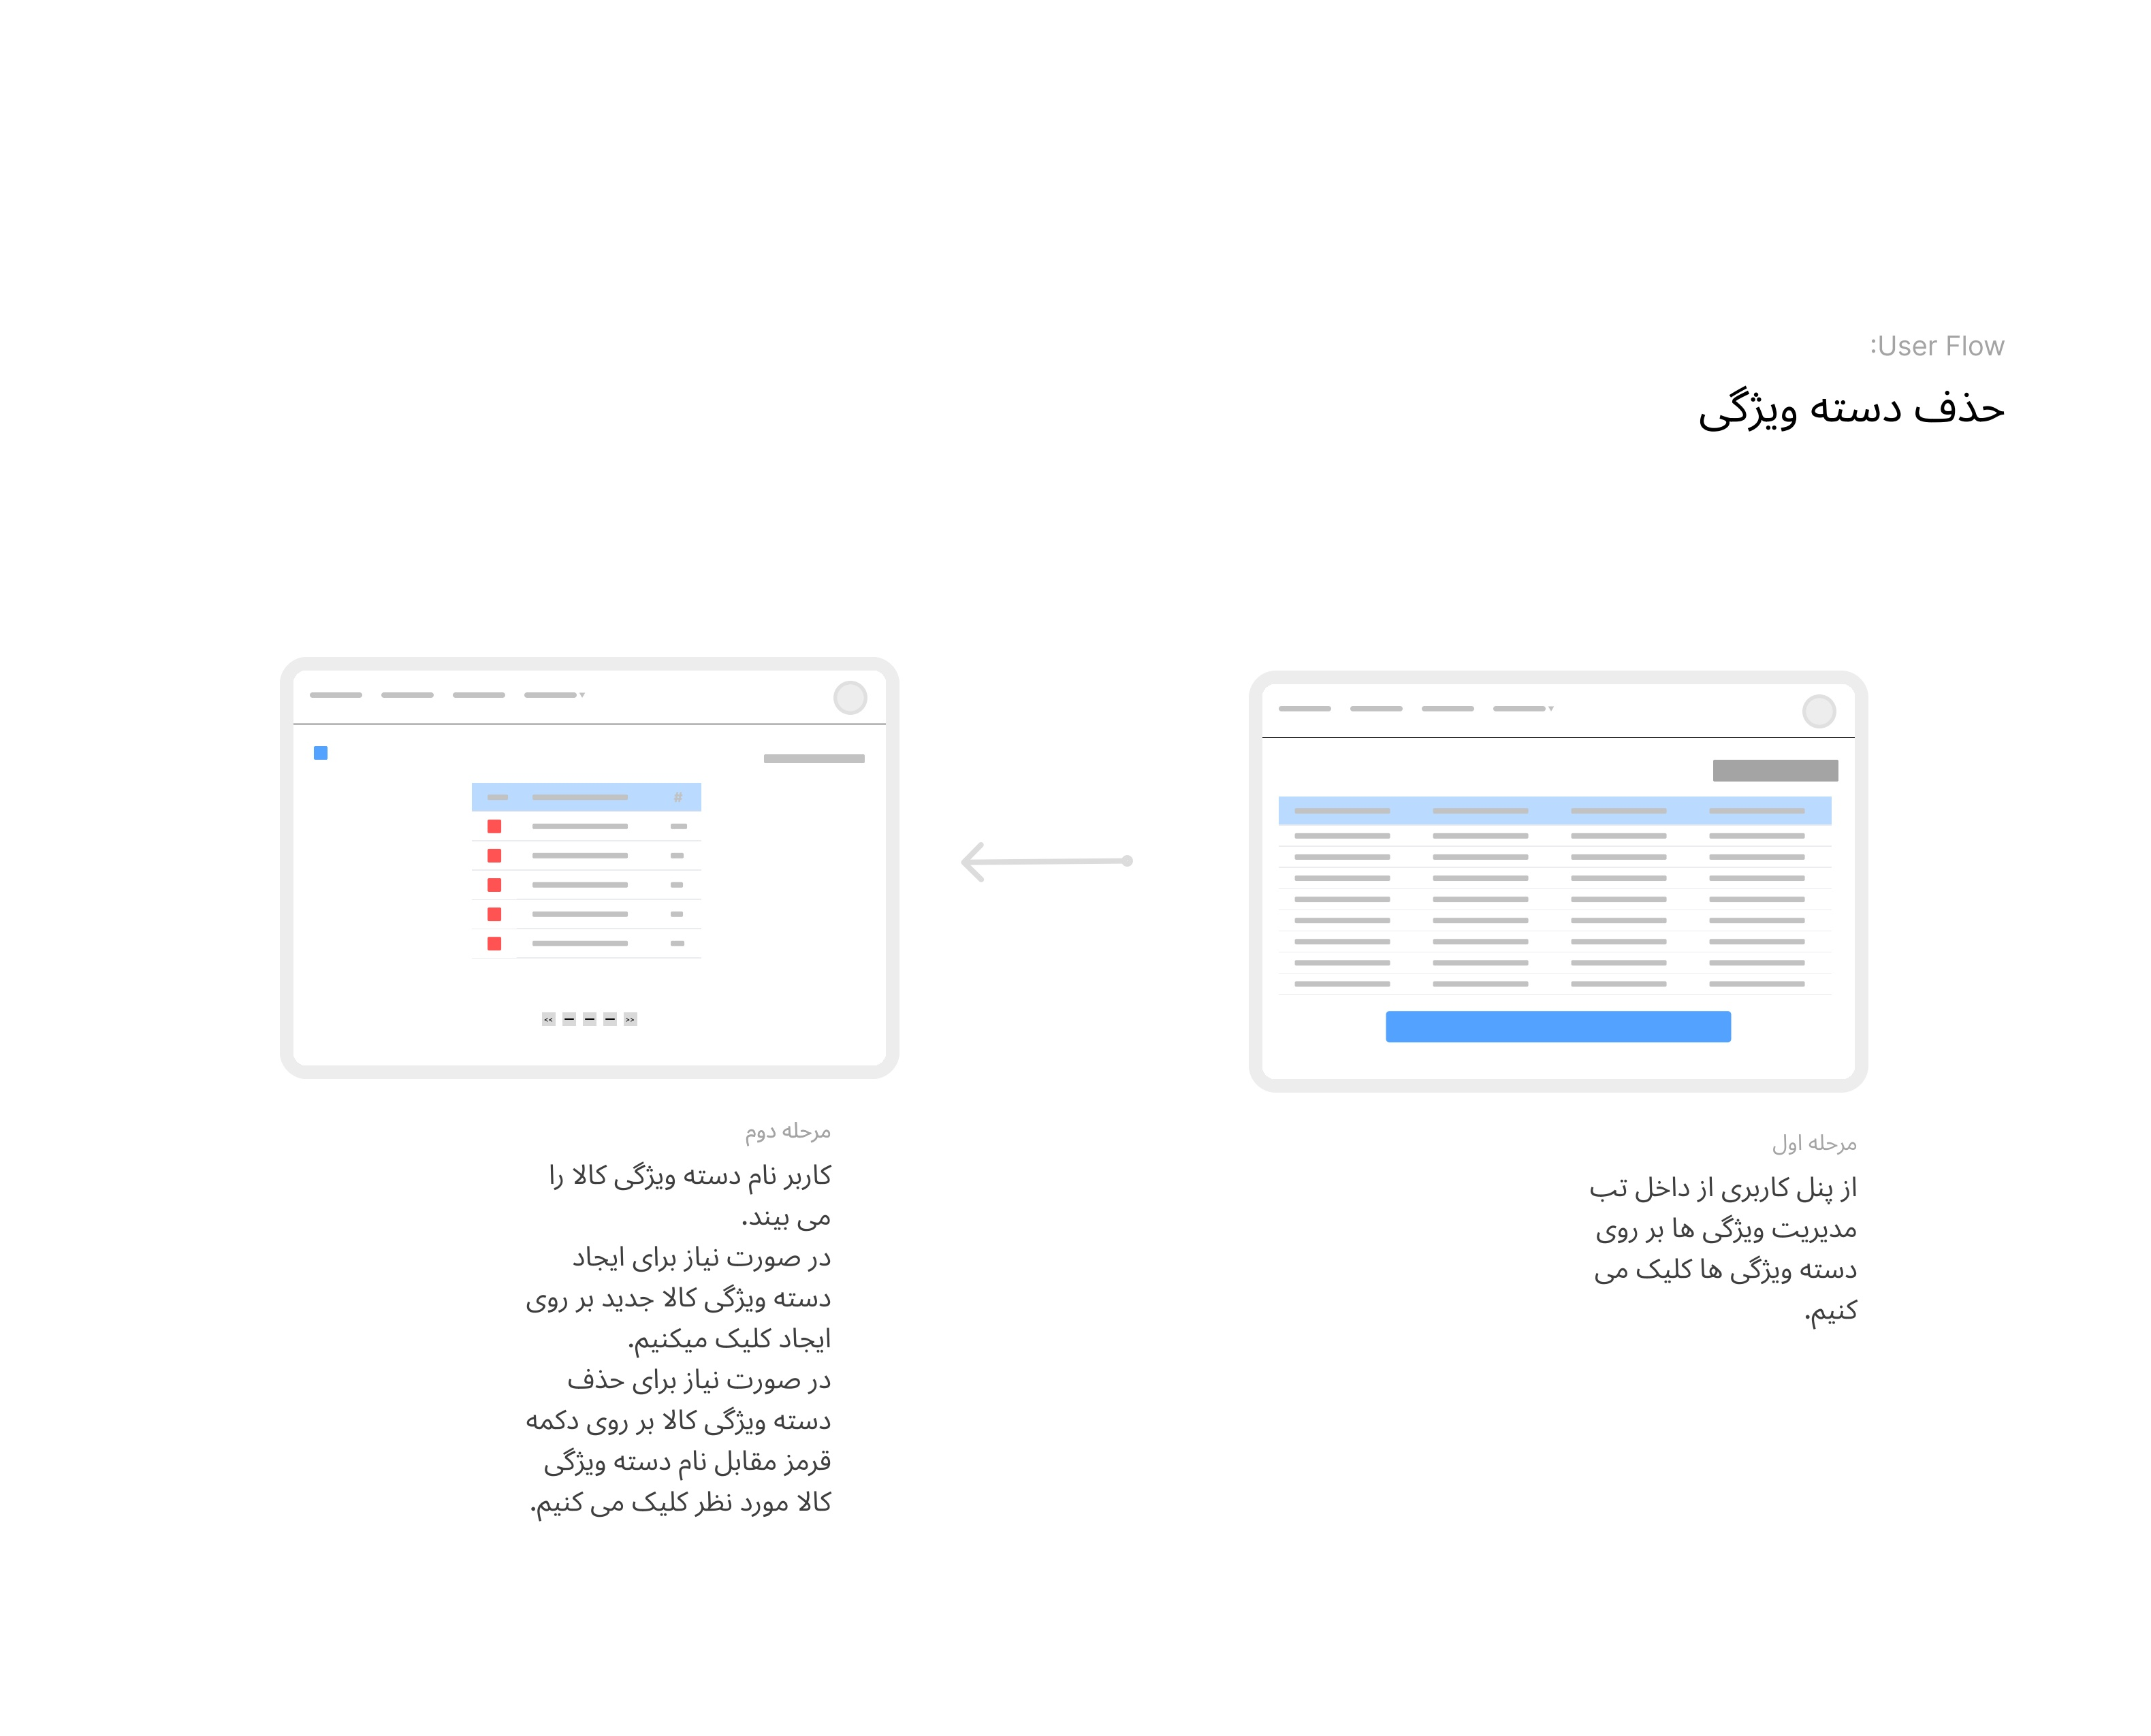 User Flow:
حذف دسته ویژگی
مرحله اول
از پنل کاربری از داخل تب
مدیریت ویژگی ها بر روی
دسته ویژگی ها کلیک می
کنیم.
#
<<
>>
مرحله دوم
کاربر نام دسته ویژگی کالا را
می بیند.
در صورت نیاز برای ایجاد
دسته ویژگی کالا جدید بر روی
ایجاد کلیک میکنیم.
در صورت نیاز برای حذف
دسته ویژگی کالا بر روی دکمه
قرمز مقابل نام دسته ویژگی
کالا مورد نظر کلیک می کنیم.